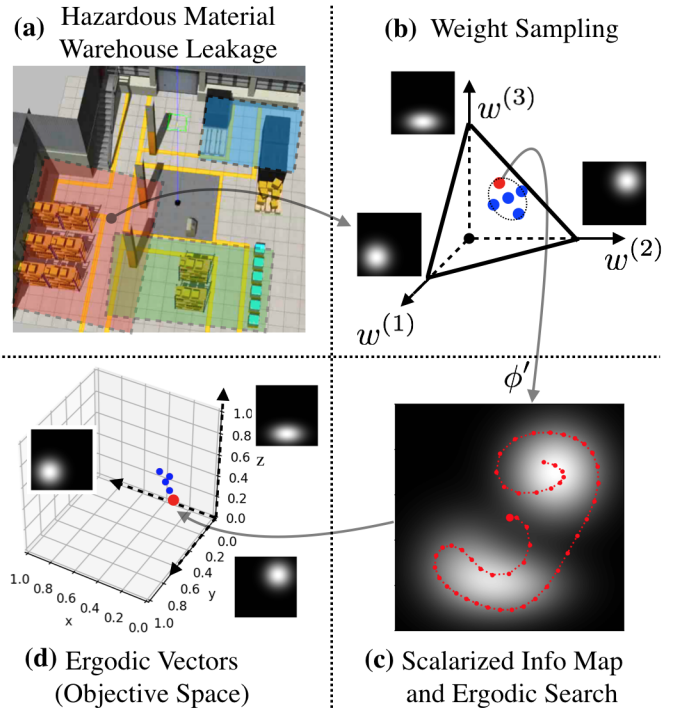 (a) Hazardous Material
Warehouse Leakage
(b) Weight Sampling
w^(3)
w^(2)
w^(1)
ϕ′
1.0
0.8
0.6
0.4
0.2
0.0
z
0.0
0.2
0.4
0.6
0.8
1.0
y
1.0
0.8
0.6
0.4
0.2
0.0
x
(d) Ergodic Vectors
(Objective Space)
(c) Scalarized Info Map
and Ergodic Search